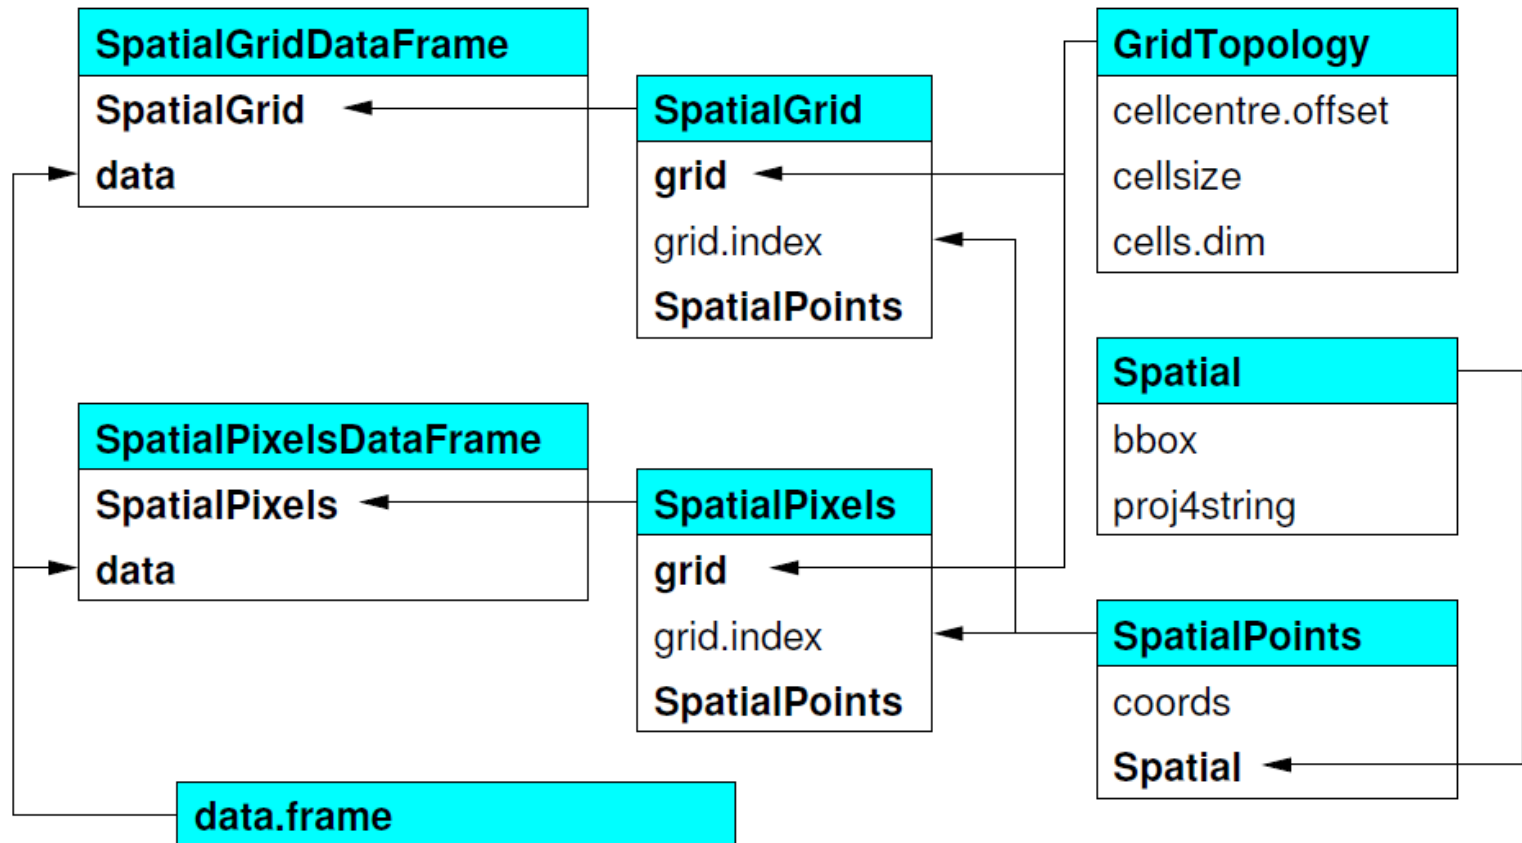 SpatialGridDataFrame
SpatialGrid
data
SpatialGrid
grid
grid.index
SpatialPoints
GridTopology
cellcentre.offset
cellsize
cells.dim
Spatial
bbox
proj4string
SpatialPixelsDataFrame
SpatialPixels
data
SpatialPixels
grid
grid.index
SpatialPoints
SpatialPoints
coords
Spatial
data.frame